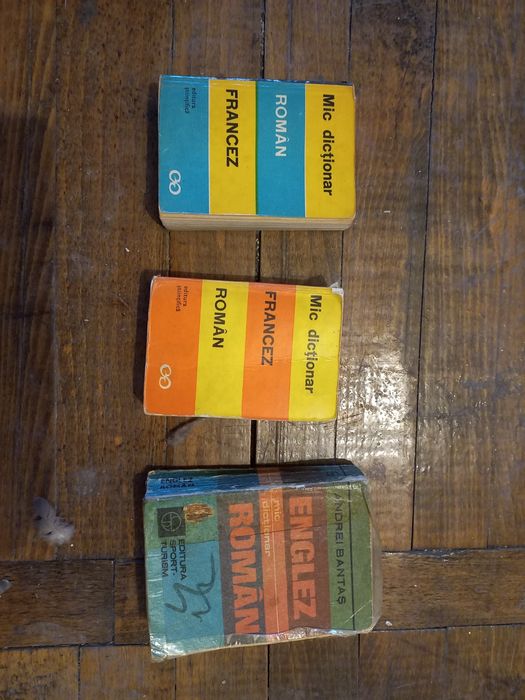 Mic dicționar
ROMÂN
FRANCEZ
editura
științifică
Mic dicționar
FRANCEZ
ROMÂN
editura
științifică
ANDREI BANTAȘ
ENGLEZ
mic
dicționar
ROMÂN
EDITURA
SPORT-
TURISM